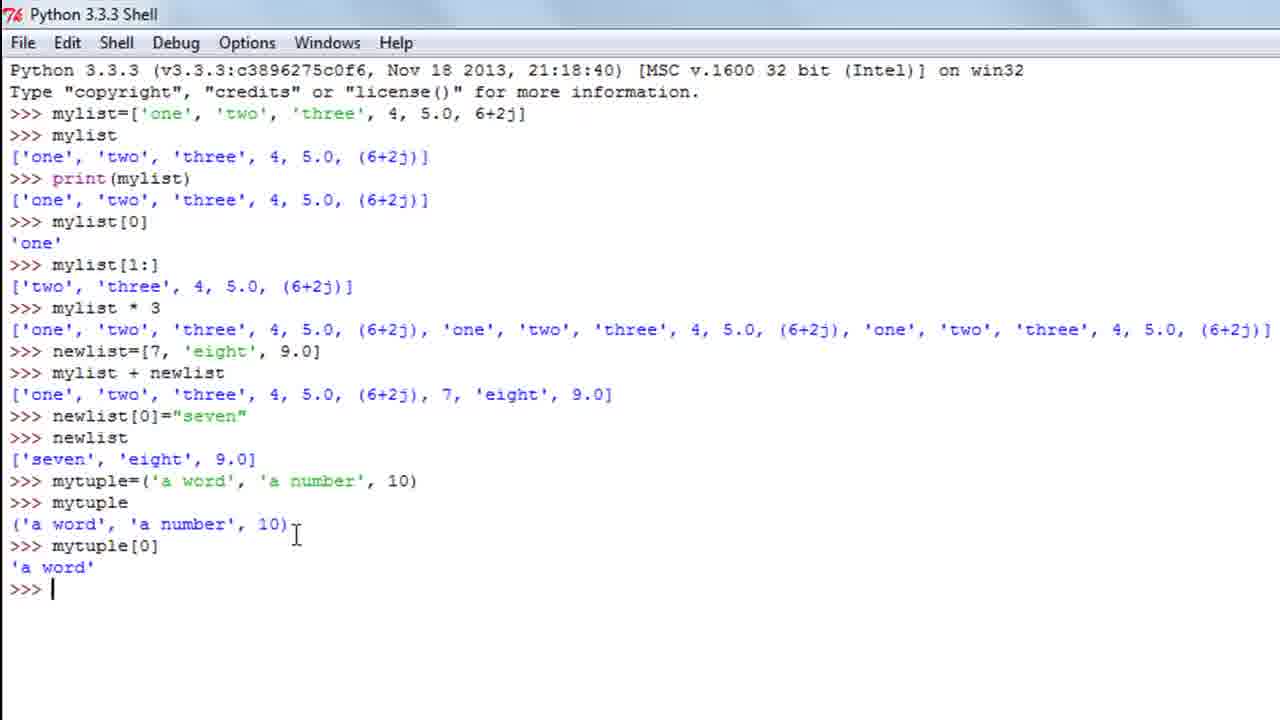 Python 3.3.3 Shell
File Edit Shell Debug Options Windows Help
Python 3.3.3 (v3.3.3:c3896275c0f6, Nov 18 2013, 21:18:40) [MSC v.1600 32 bit (Intel)] on win32
Type "copyright", "credits" or "license()" for more information.
>>> mylist=['one', 'two', 'three', 4, 5.0, 6+2j]
>>> mylist
['one', 'two', 'three', 4, 5.0, (6+2j)]
>>> print(mylist)
['one', 'two', 'three', 4, 5.0, (6+2j)]
>>> mylist[0]
'one'
>>> mylist[1:]
['two', 'three', 4, 5.0, (6+2j)]
>>> mylist * 3
['one', 'two', 'three', 4, 5.0, (6+2j), 'one', 'two', 'three', 4, 5.0, (6+2j), 'one', 'two', 'three', 4, 5.0, (6+2j)]
>>> newlist=[7, 'eight', 9.0]
>>> mylist + newlist
['one', 'two', 'three', 4, 5.0, (6+2j), 7, 'eight', 9.0]
>>> newlist[0]="seven"
>>> newlist
['seven', 'eight', 9.0]
>>> mytuple=('a word', 'a number', 10)
>>> mytuple
('a word', 'a number', 10)
>>> mytuple[0]
'a word'
>>>